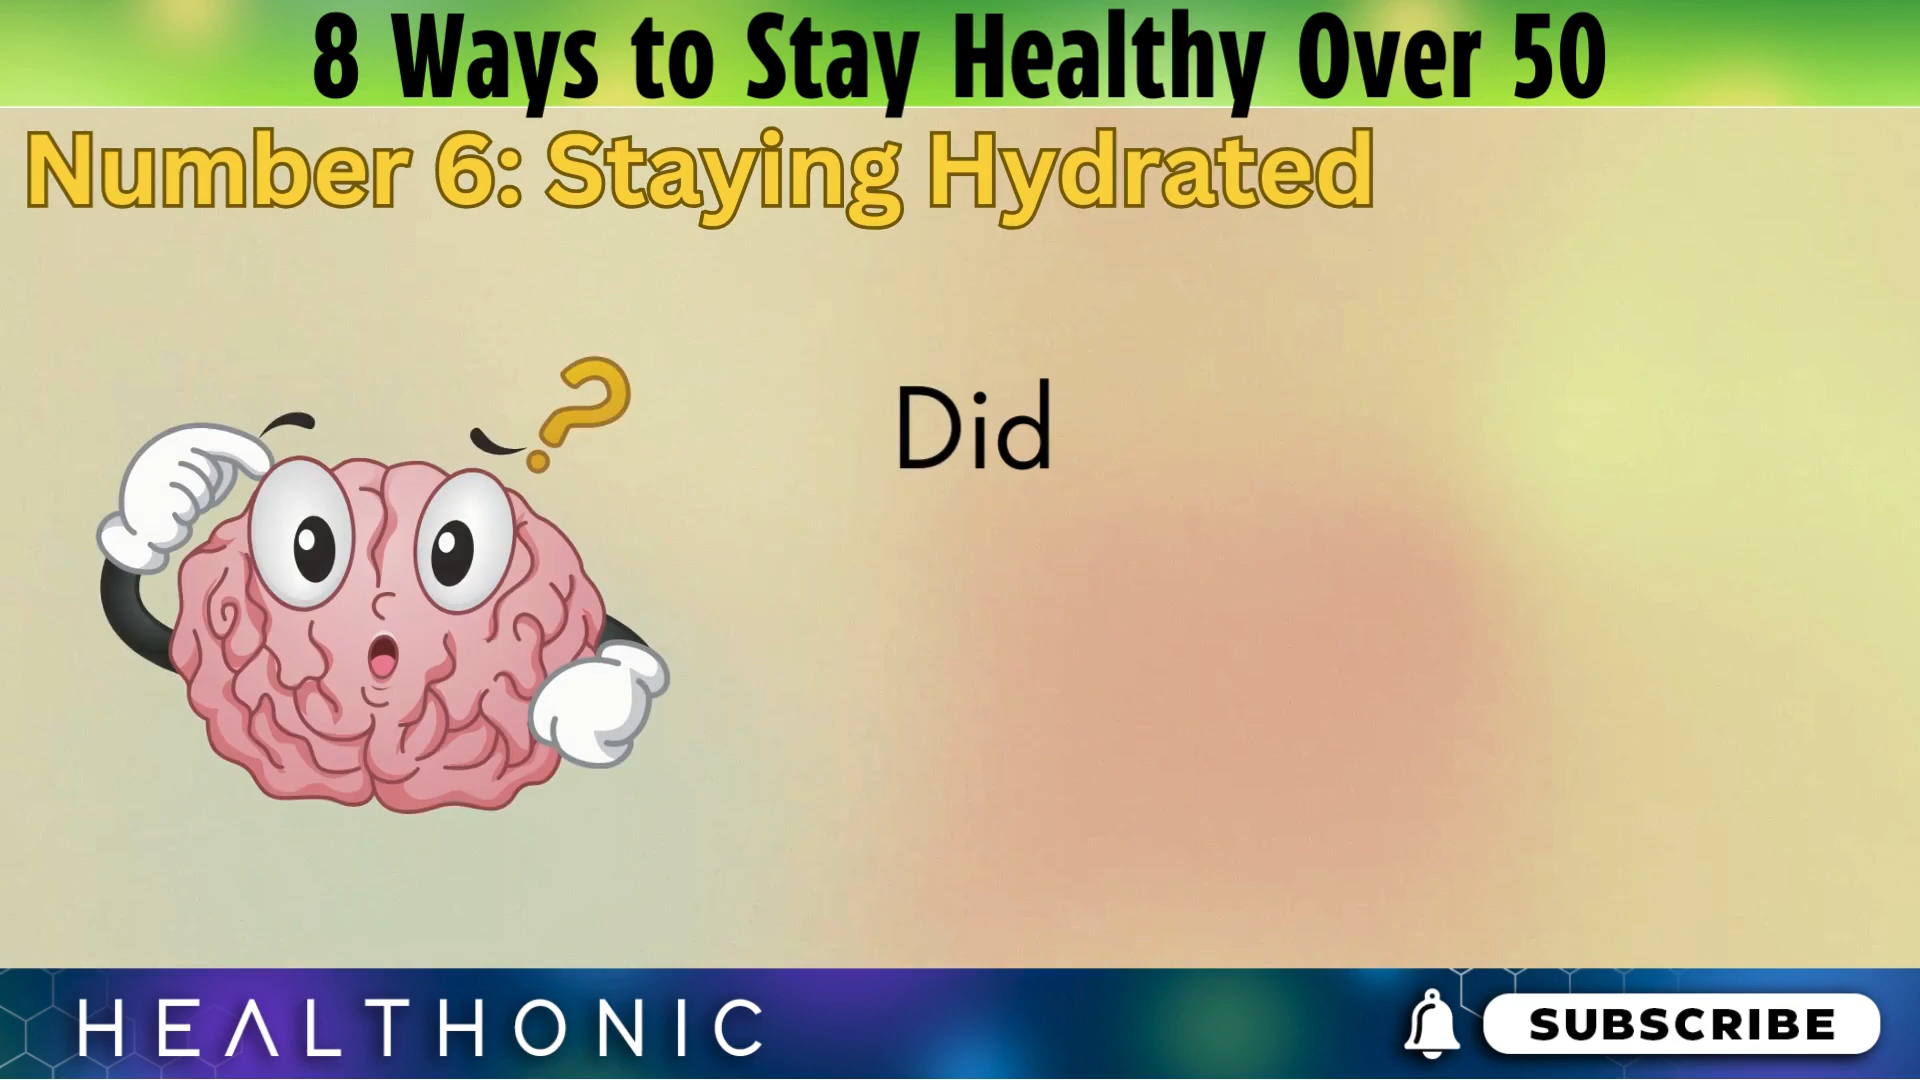 8 Ways to Stay Healthy Over 50
Number 6: Staying Hydrated
?
Did
HEALTHONIC
SUBSCRIBE